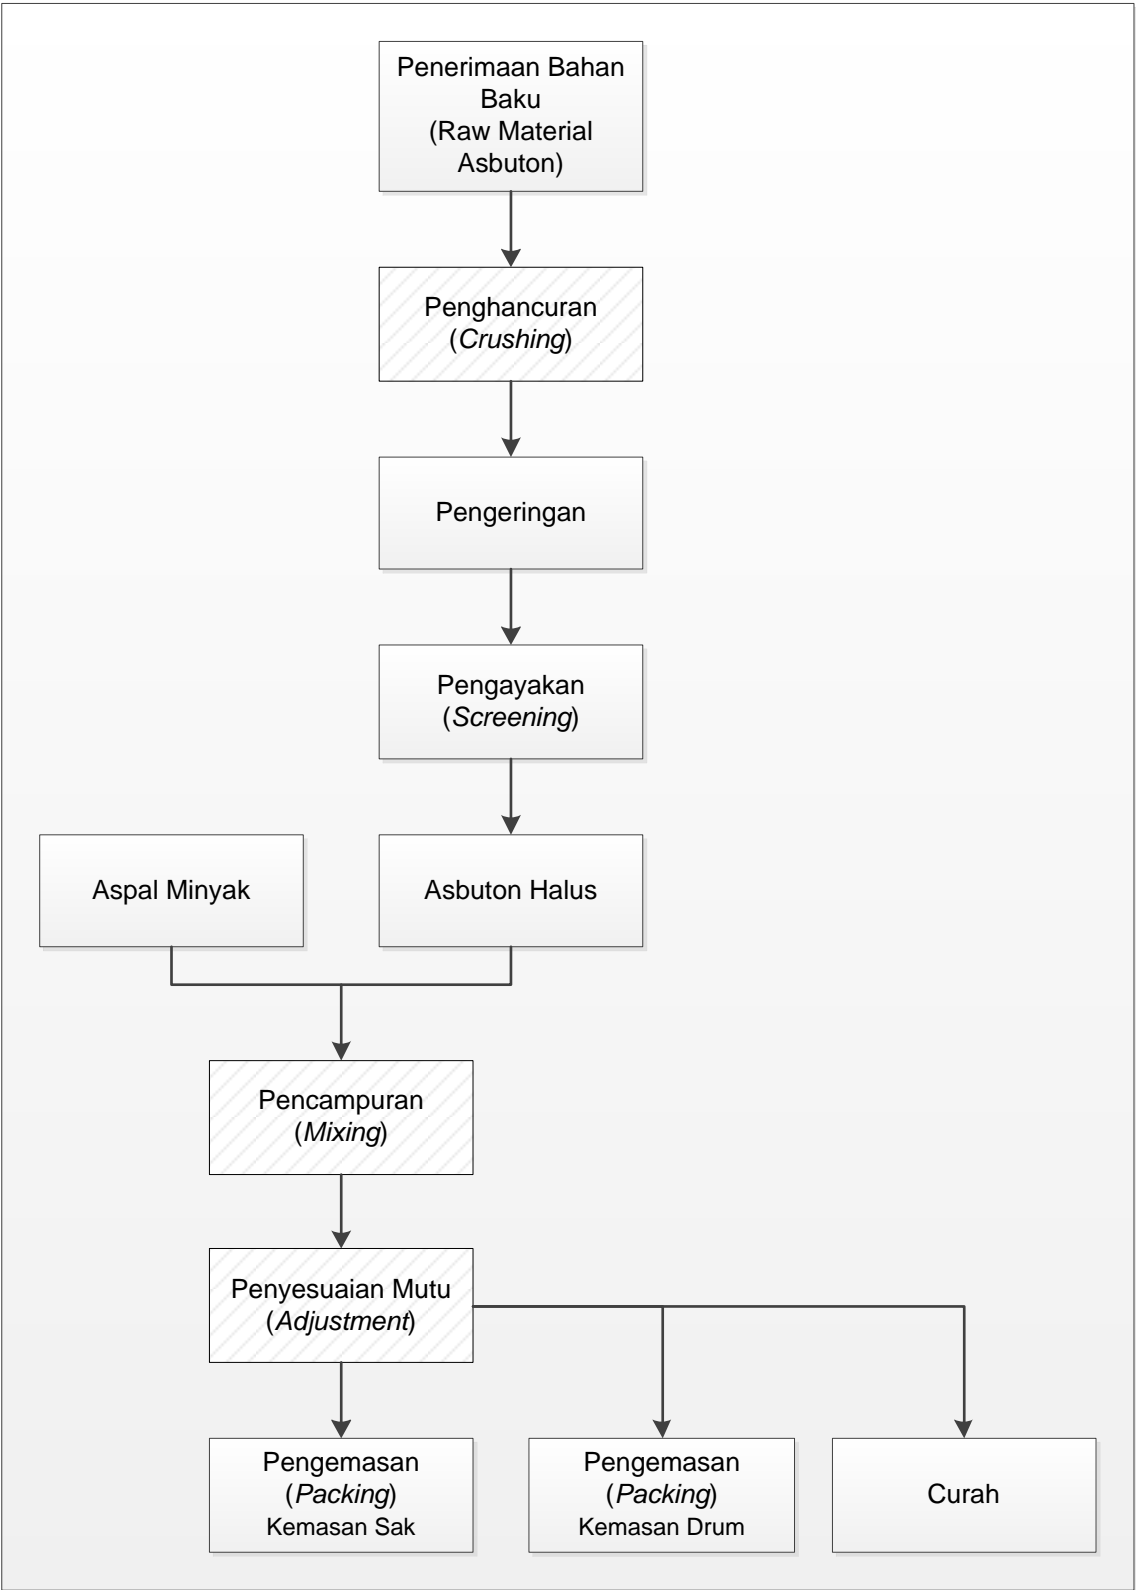 Penerimaan Bahan
Baku
(Raw Material
Asbuton)
Penghancuran
(Crushing)
Pengeringan
Pengayakan
(Screening)
Aspal Minyak
Asbuton Halus
Pencampuran
(Mixing)
Penyesuaian Mutu
(Adjustment)
Pengemasan
(Packing)
Kemasan Sak
Pengemasan
(Packing)
Kemasan Drum
Curah